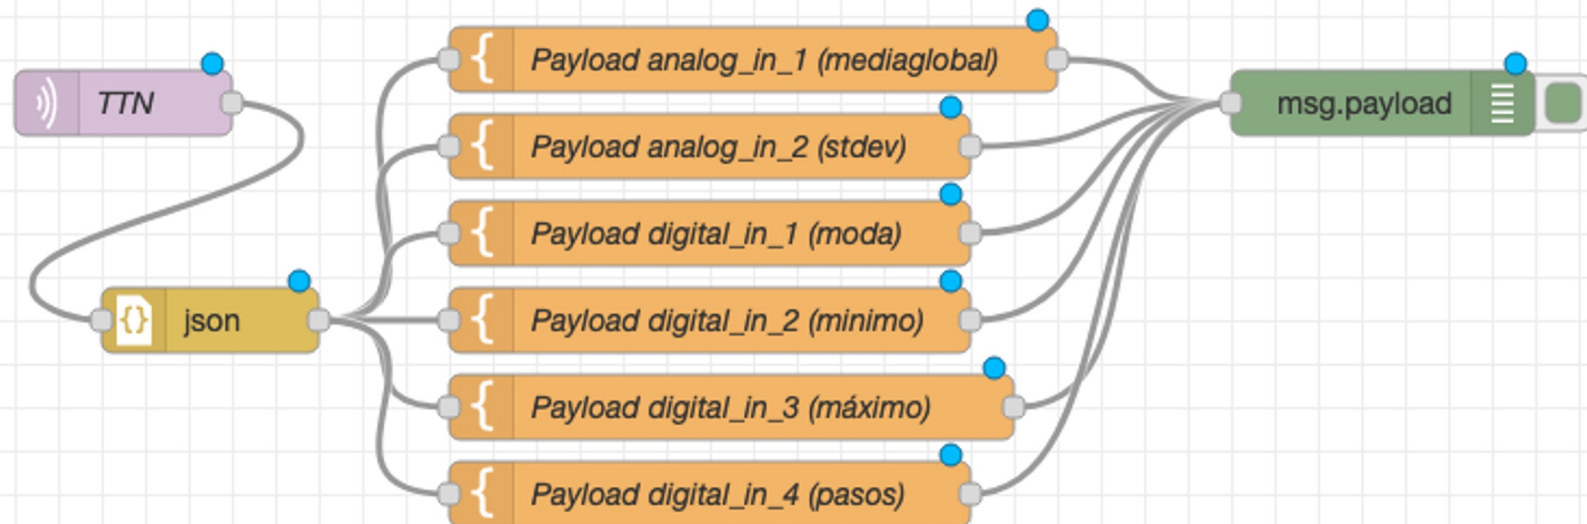 TTN
json
Payload analog_in_1 (mediaglobal)
Payload analog_in_2 (stdev)
Payload digital_in_1 (moda)
Payload digital_in_2 (minimo)
Payload digital_in_3 (máximo)
Payload digital_in_4 (pasos)
msg.payload